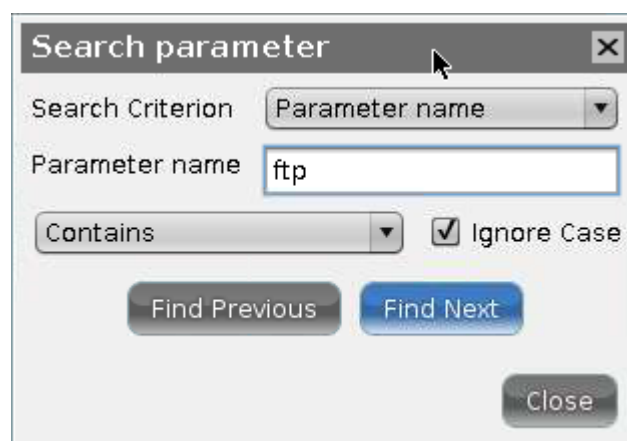 Search parameter
Search Criterion Parameter name
Parameter name ftp
Contains Ignore Case
Find Previous Find Next
Close